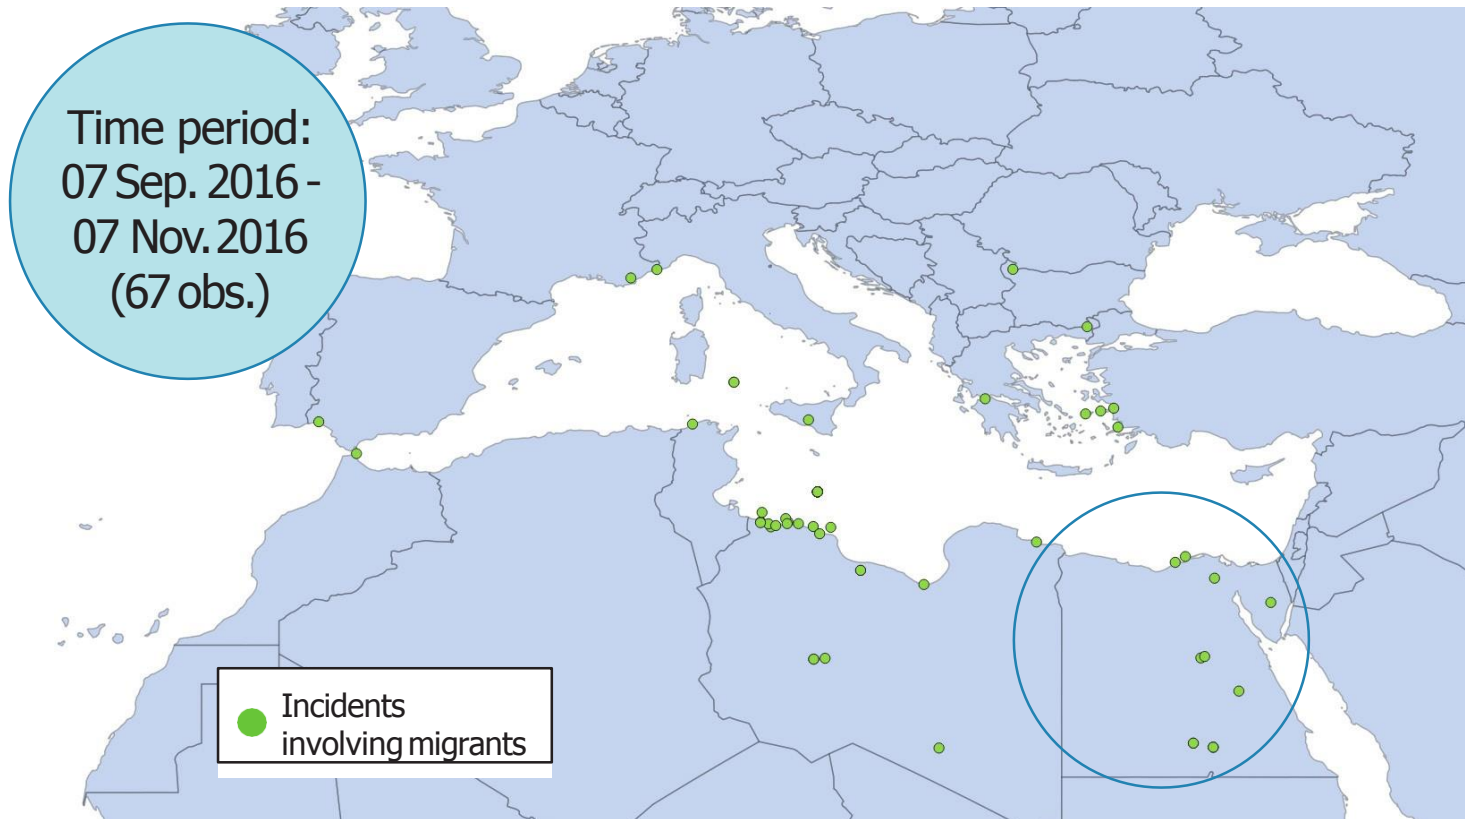 Time period:
07 Sep. 2016 -
07 Nov. 2016
(67 obs.)
Incidents
involving migrants